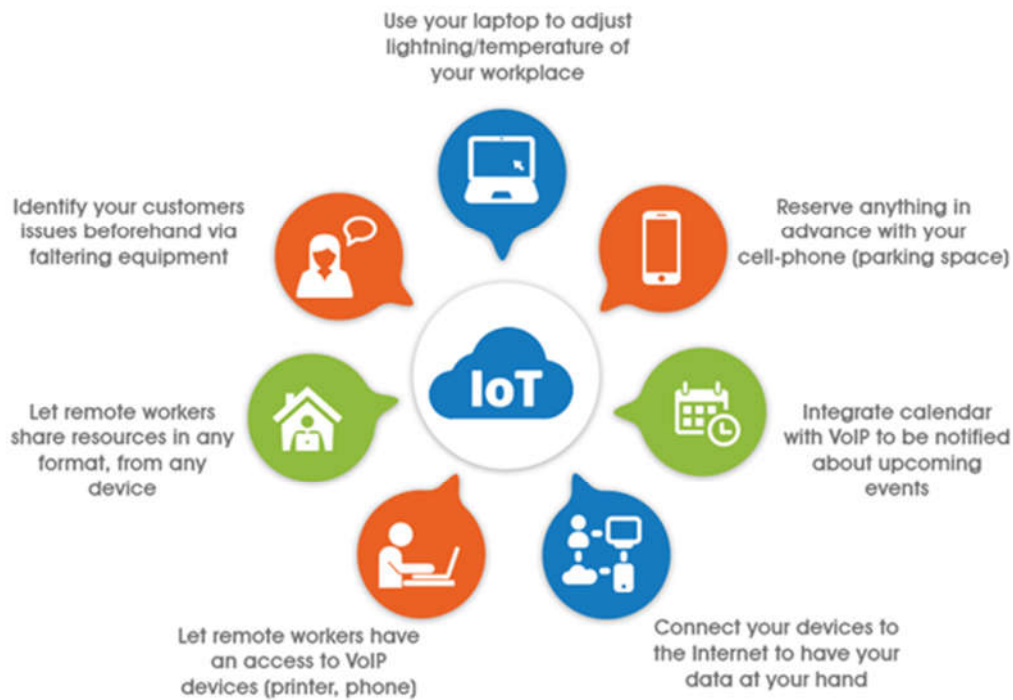 Use your laptop to adjust
lightning/temperature of
your workplace
Identify your customers
issues beforehand via
faltering equipment
Reserve anything in
advance with your
cell-phone (parking space)
IoT
Let remote workers
share resources in any
format, from any
device
Integrate calendar
with VoIP to be notified
about upcoming
events
Let remote workers have
an access to VoIP
devices (printer, phone)
Connect your devices to
the Internet to have your
data at your hand